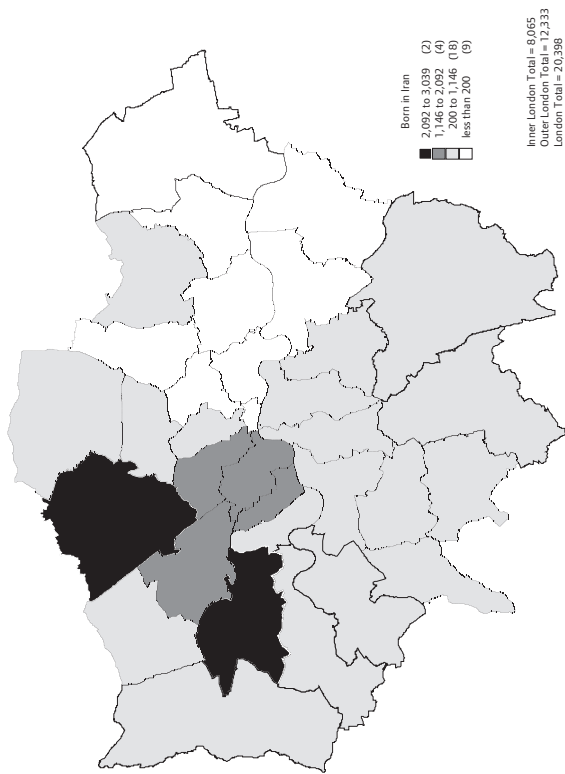 Born in Iran
2,092 to 3,039 (2)
1,146 to 2,092 (4)
200 to 1,146 (18)
less than 200 (9)
Inner London Total = 8,065
Outer London Total = 12,333
London Total = 20,398